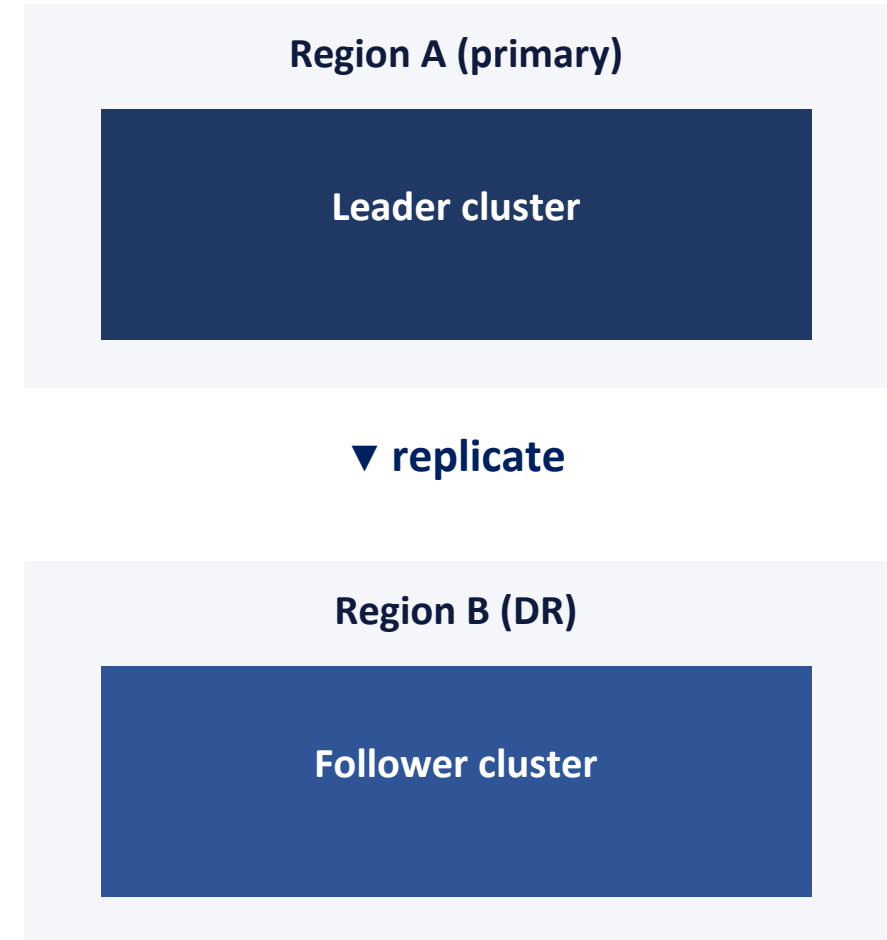 Region A (primary)
Leader cluster
▼ replicate
Region B (DR)
Follower cluster